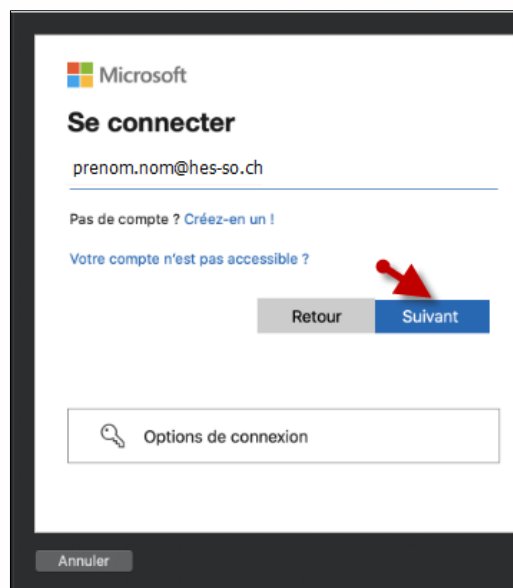 Microsoft
Se connecter
prenom.nom@hes-so.ch
Pas de compte ? Créez-en un !
Votre compte n'est pas accessible ?
Retour
Suivant
Options de connexion
Annuler